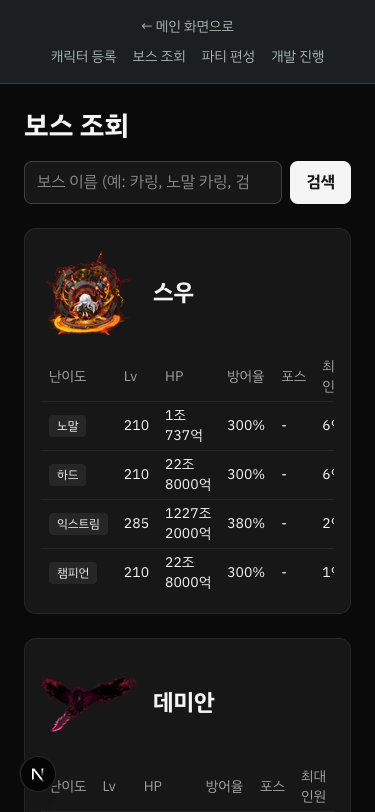 ← 메인 화면으로
캐릭터 등록 보스 조회 파티 편성 개발 진행
보스 조회
보스 이름 (예: 카링, 노말 카링, 검
검색
스우
난이도 Lv HP 방어율 포스 최
인
노말 210 1조 737억 300% - 6
하드 210 22조 8000억 300% - 6
익스트림 285 1227조 2000억 380% - 2
챔피언 210 22조 8000억 300% - 1
데미안
N
난이도 Lv HP 방어율 포스 최대 인원